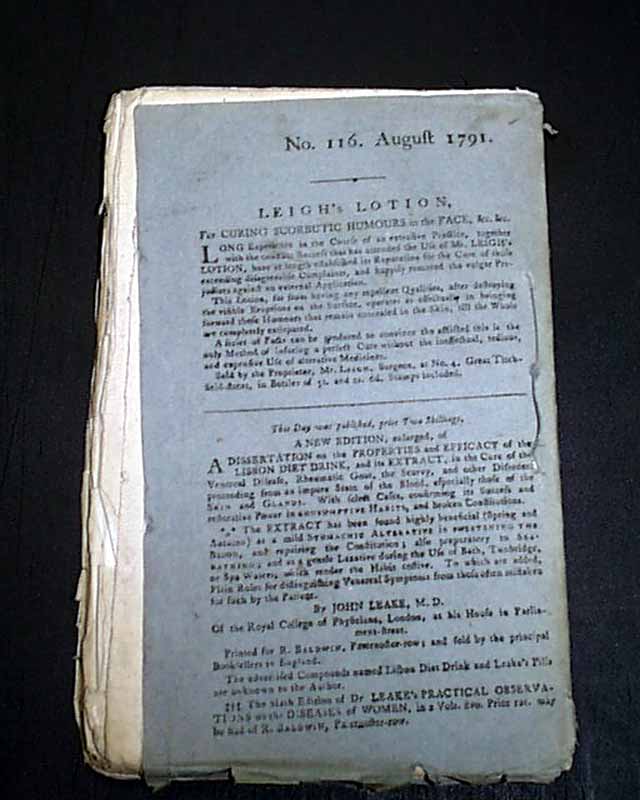 No. 116. Auguſt 1791.
LEIGH's LOTION,
For CURING SCORBUTIC HUMOURS in the FACE, &c. &c.
LONG Experience in the Courſe of an extenſive Practice, together
with the conſtant Succeſs that has attended the Uſe of Mr. LEIGH's
LOTION, have at length eſtabliſhed its Reputation for the Cure of thoſe
exceeding diſagreeable Complaints, and happily removed the vulgar Pre-
judices againſt an external Application.
This Lotion, far from having any repellent Qualities, after deſtroying
the viſible Eruptions on the Surface, operates as effectually in bringing
forward thoſe Humours that remain concealed in the Skin, till the Whole
are completely extirpated.
A ſeries of Facts can be produced to convince the afflicted this is the
only Method of inſuring a perfect Cure without the ineffectual, tedious,
and expenſive Uſe of alterative Medicines.
Sold by the Proprietor, Mr. LEIGH, Surgeon, at No. 4, Great Titch-
field-ſtreet, in Bottles of Stamps included.
This Day was publiſhed, price Two Shillings,
A NEW EDITION, enlarged, of
A DISSERTATION on the PROPERTIES and EFFICACY of the
LISBON DIET DRINK, and its EXTRACT, in the Cure of the
Venereal Diſeaſe, Rheumatic Gout, the Scurvy, and other Diſorders
proceeding from an impure State of the Blood, eſpecially thoſe of the
SKIN and GLANDS. With ſelect Caſes, confirming its Succeſs and
reſtorative Power in CONSUMPTIVE HABITS, and broken Conſtitutions.
* * The EXTRACT has been found highly beneficial (Spring and
Autumn) as a mild STOMACHIC ALTERATIVE in SWEETENING THE
BLOOD, and repairing the Conſtitution; alſo preparatory to SEA-
BATHING; and as a gentle Laxative during the Uſe of Bath, Tunbridge,
or Spa WATERS, which render the Habit coſtive. To which are added,
Plain Rules for diſtinguiſhing Venereal Symptoms from thoſe often miſtaken
for ſuch by the Patient.
By JOHN LEAKE, M. D.
Of the Royal College of Phyſicians, London, at his Houſe in Parlia-
ment-ſtreet.
Printed for R. BALDWIN, Paternoſter-row; and ſold by the principal
Bookſellers in England.
The advertiſed Compounds named Liſbon Diet Drink and Leake's Pills
are unknown to the Author.
‡‡‡ The Sixth Edition of Dr LEAKE's PRACTICAL OBSERVA-
TIONS on the DISEASES of WOMEN, in 2 Vols. 8vo. Price may
be had of R. BALDWIN, Paternoſter-row.